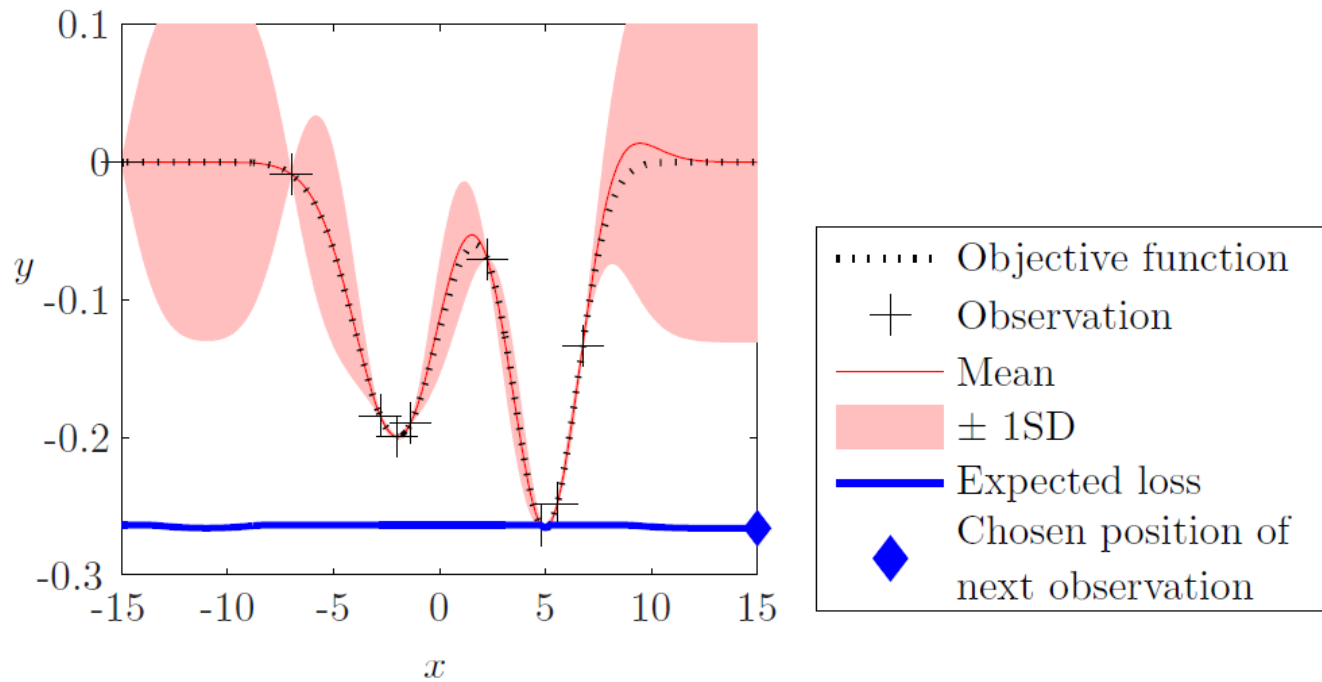 0.1
0
-0.1
-0.2
-0.3
y
-15
-10
-5
0
5
10
15
x
Objective function
Observation
Mean
± 1SD
Expected loss
Chosen position of
next observation